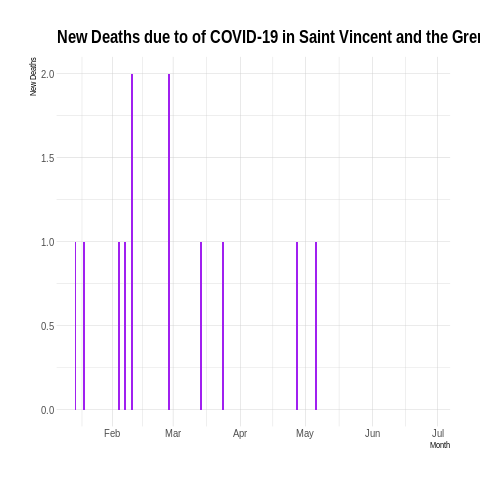 New Deaths due to of COVID-19 in Saint Vincent and the Gren
New Deaths
2.0
1.5
1.0
0.5
0.0
Feb Mar Apr May Jun Jul
Month